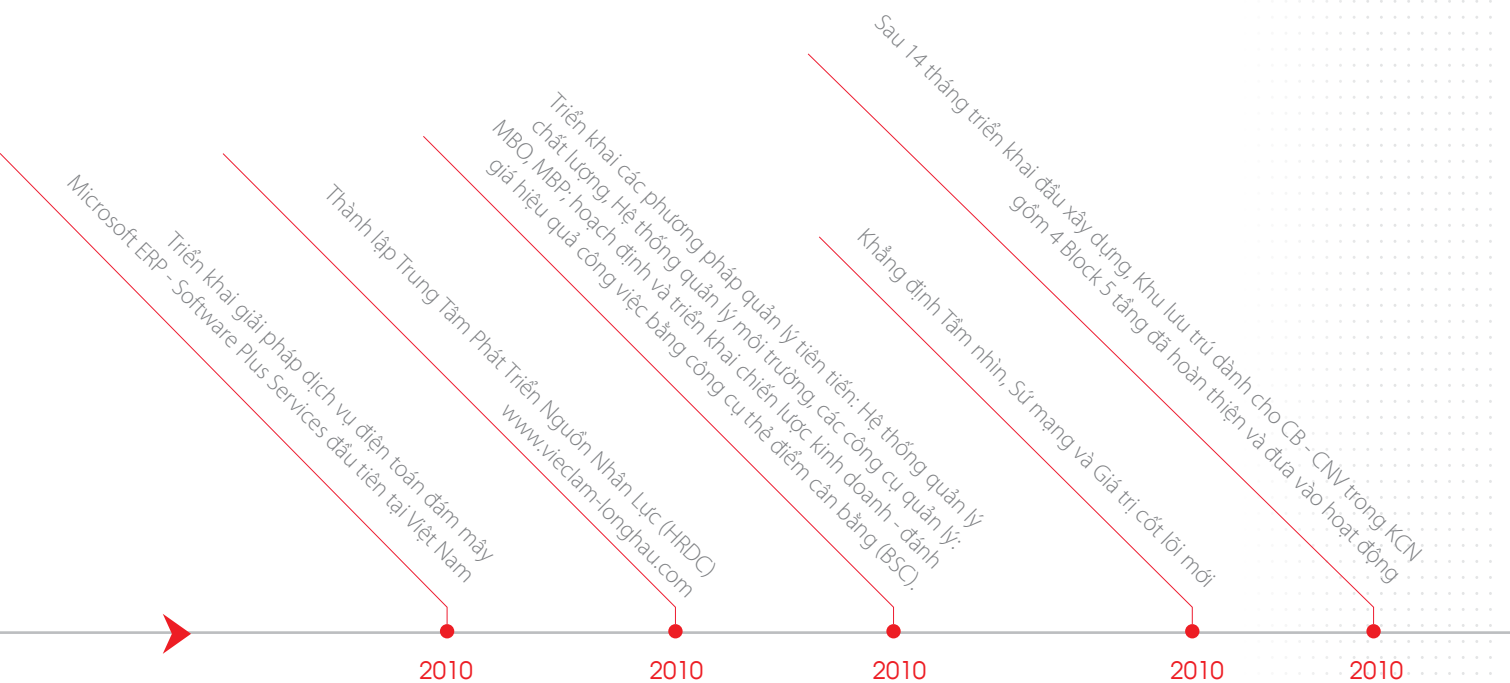 Triển khai giải pháp dịch vụ điện toán đám mây
Microsoft ERP - Software Plus Services đầu tiên tại Việt Nam
2010
Thành lập Trung Tâm Phát Triển Nguồn Nhân Lực (HRDC)
www.vieclam-longhau.com
2010
Triển khai các phương pháp quản lý tiên tiến: Hệ thống quản lý
chất lượng, Hệ thống quản lý môi trường, các công cụ quản lý:
MBO, MBP; hoạch định và triển khai chiến lược kinh doanh - đánh
giá hiệu quả công việc bằng công cụ thẻ điểm cân bằng (BSC).
2010
Khẳng định Tầm nhìn, Sứ mạng và Giá trị cốt lõi mới
2010
Sau 14 tháng triển khai đầu xây dựng, Khu lưu trú dành cho CB - CNV trong KCN
gồm 4 Block 5 tầng đã hoàn thiện và đưa vào hoạt động
2010